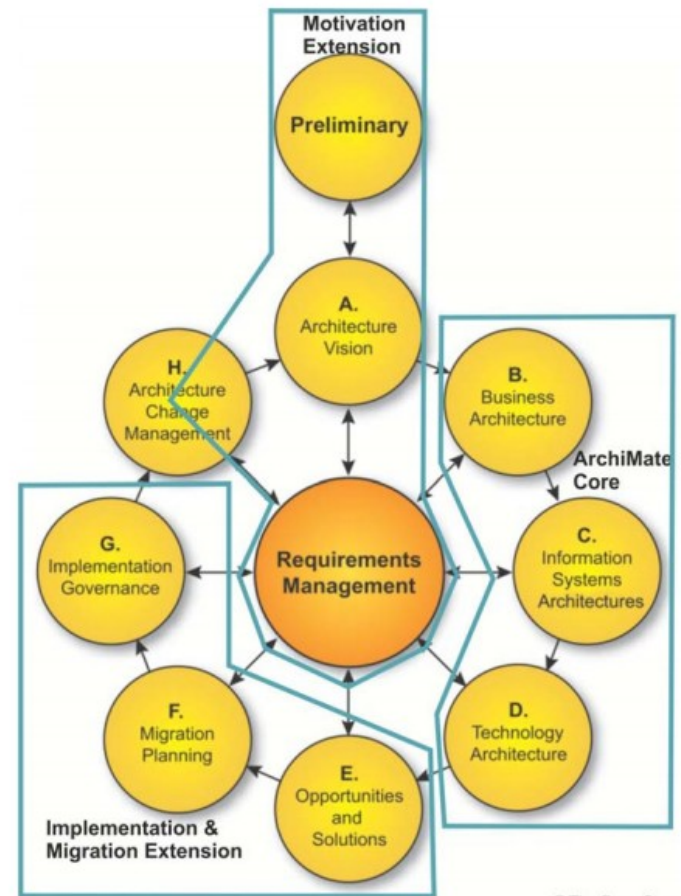 Motivation
Extension
Preliminary
A.
Architecture
Vision
H.
Architecture
Change
Management
B.
Business
Architecture
ArchiMate
Core
G.
Implementation
Governance
Requirements
Management
C.
Information
Systems
Architectures
F.
Migration
Planning
D.
Technology
Architecture
E.
Opportunities
and
Solutions
Implementation &
Migration Extension